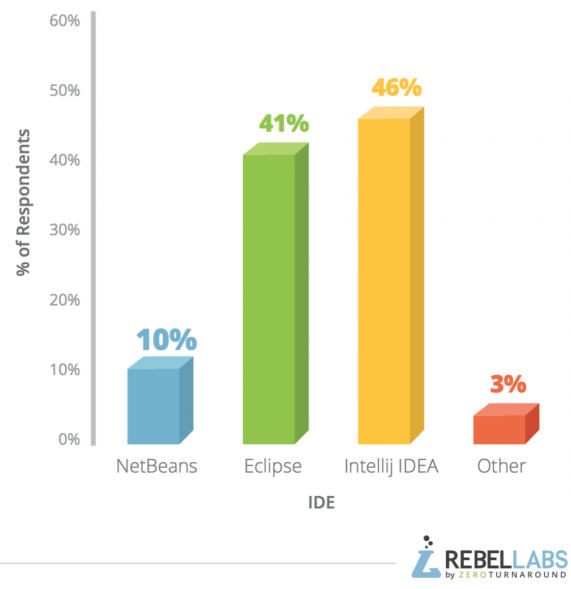 60%
50%
40%
30%
20%
10%
0%
% of Respondents
10%
41%
46%
3%
NetBeans
Eclipse
Intellij IDEA
Other
IDE
REBELLABS
by ZEROTURNAROUND